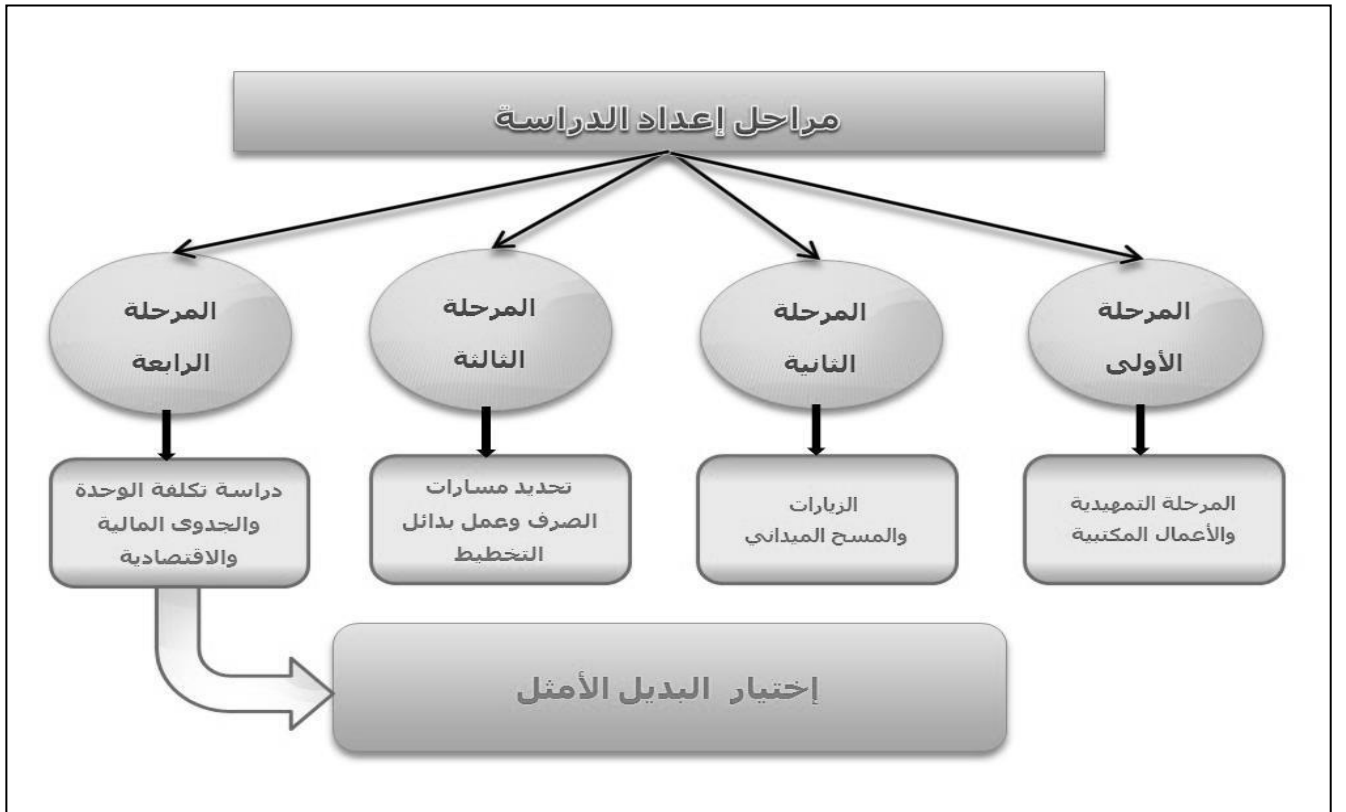 مراحل إعداد الدراسة
المرحلة
الأولى
المرحلة
الثانية
المرحلة
الثالثة
المرحلة
الرابعة
المرحلة التمهيدية
والأعمال المكتبية
الزيارات
والمسح الميداني
تحديد مسارات
الصرف وعمل بدائل
التخطيط
دراسة تكلفة الوحدة
والجدوى المالية
والاقتصادية
إختيار البديل الأمثل